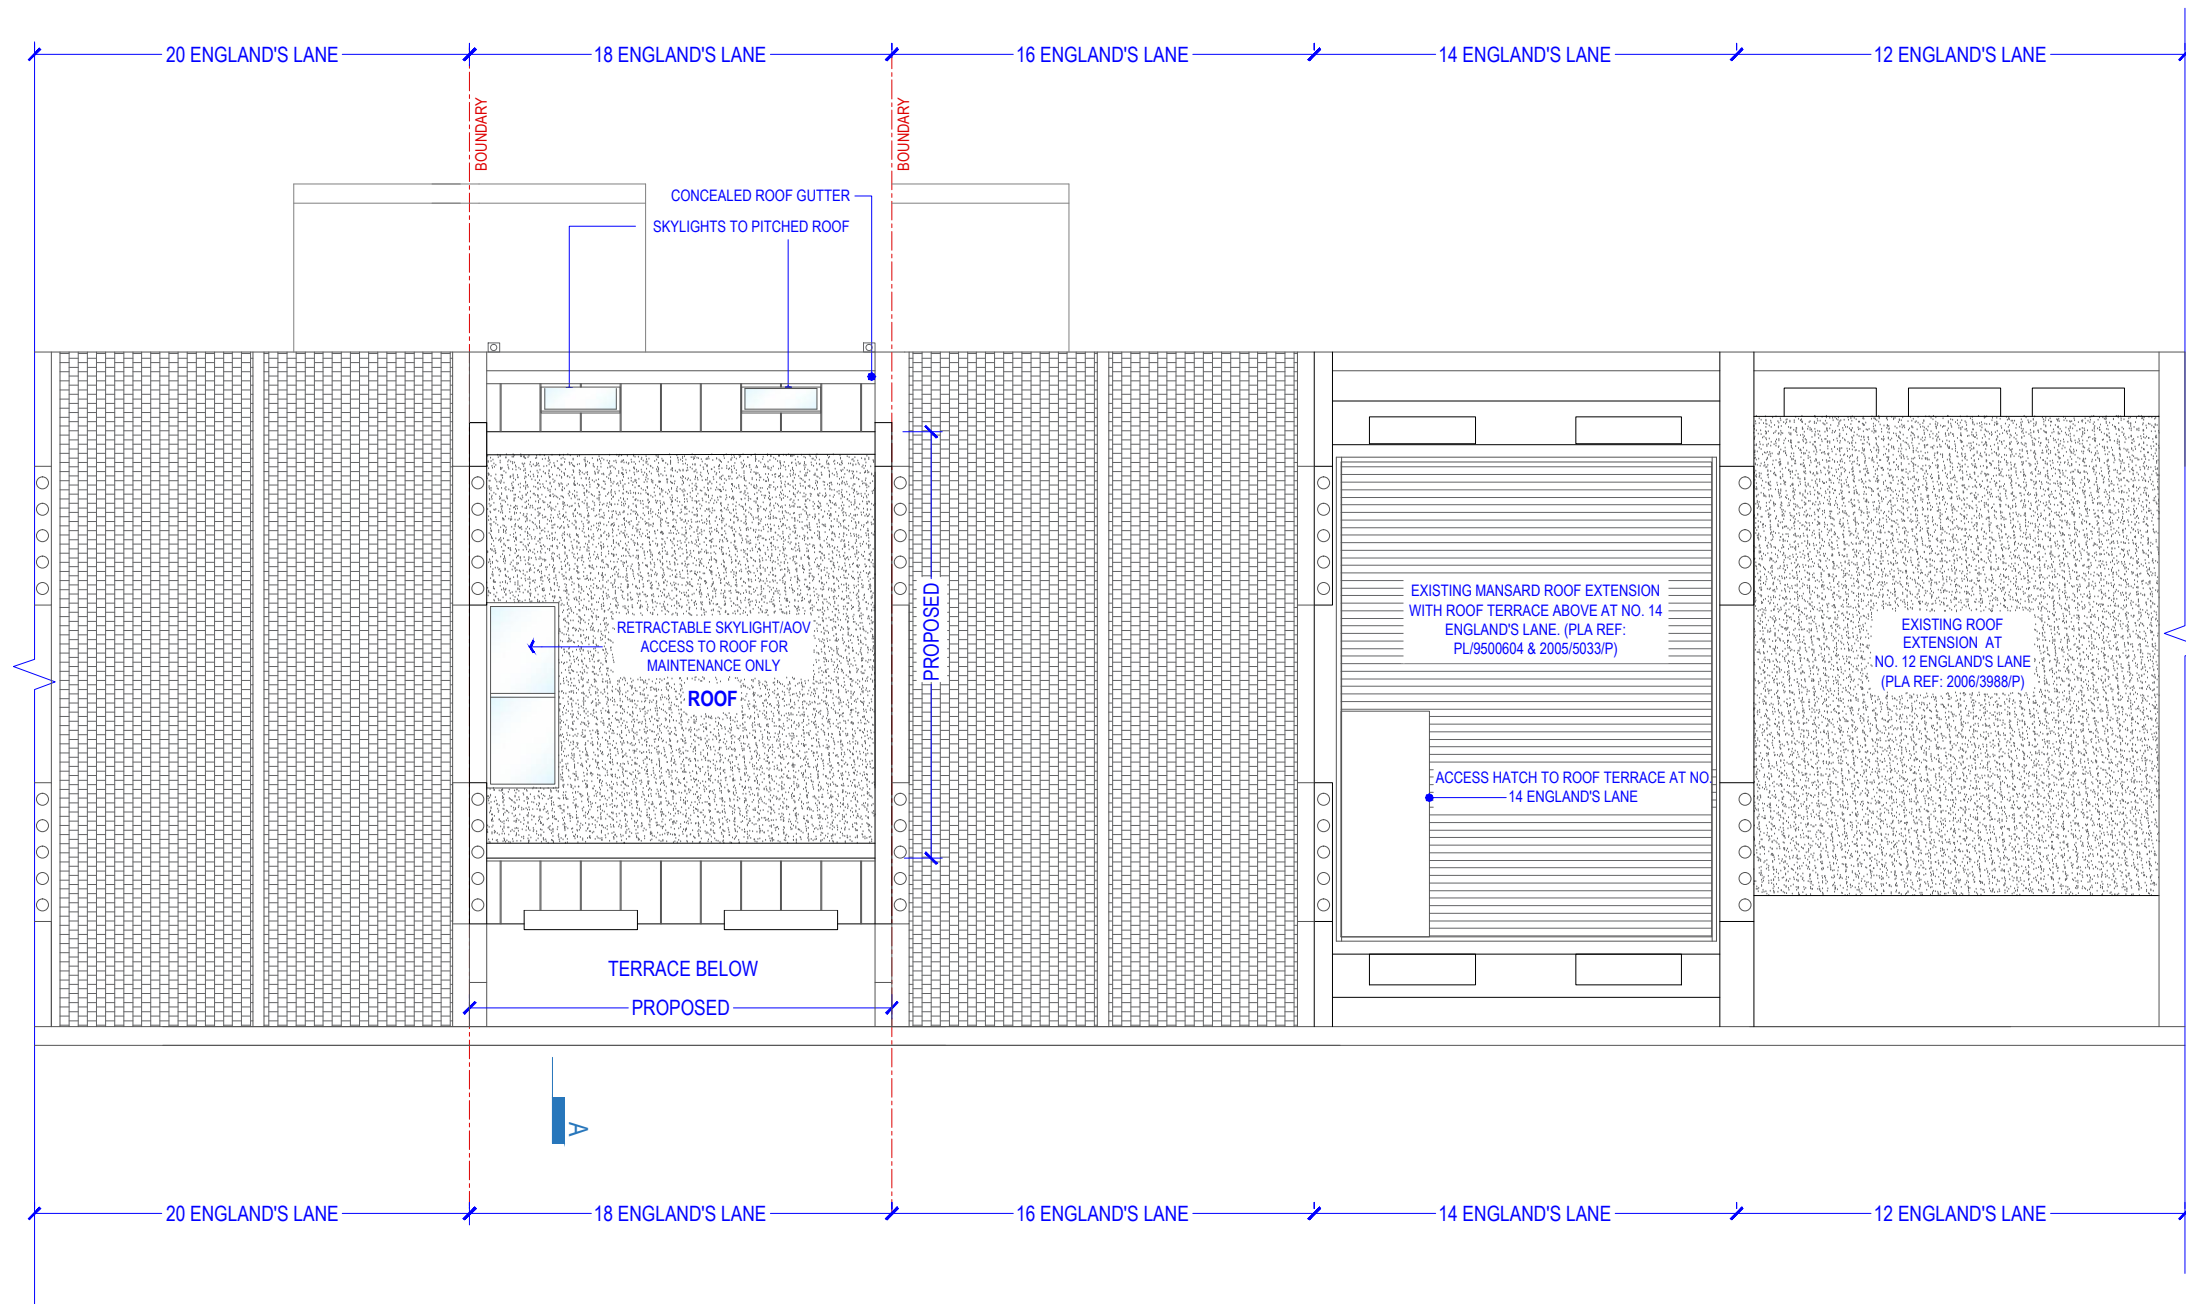 20 ENGLAND'S LANE
18 ENGLAND'S LANE
16 ENGLAND'S LANE
14 ENGLAND'S LANE
12 ENGLAND'S LANE
BOUNDARY
BOUNDARY
CONCEALED ROOF GUTTER
SKYLIGHTS TO PITCHED ROOF
RETRACTABLE SKYLIGHT/AOV
ACCESS TO ROOF FOR
MAINTENANCE ONLY
ROOF
PROPOSED
EXISTING MANSARD ROOF EXTENSION
WITH ROOF TERRACE ABOVE AT NO. 14
ENGLAND'S LANE. (PLA REF:
PL/9500604 & 2005/5033/P)
EXISTING ROOF
EXTENSION AT
NO. 12 ENGLAND'S LANE
(PLA REF: 2006/3988/P)
ACCESS HATCH TO ROOF TERRACE AT NO.
14 ENGLAND'S LANE
TERRACE BELOW
PROPOSED
A
20 ENGLAND'S LANE
18 ENGLAND'S LANE
16 ENGLAND'S LANE
14 ENGLAND'S LANE
12 ENGLAND'S LANE